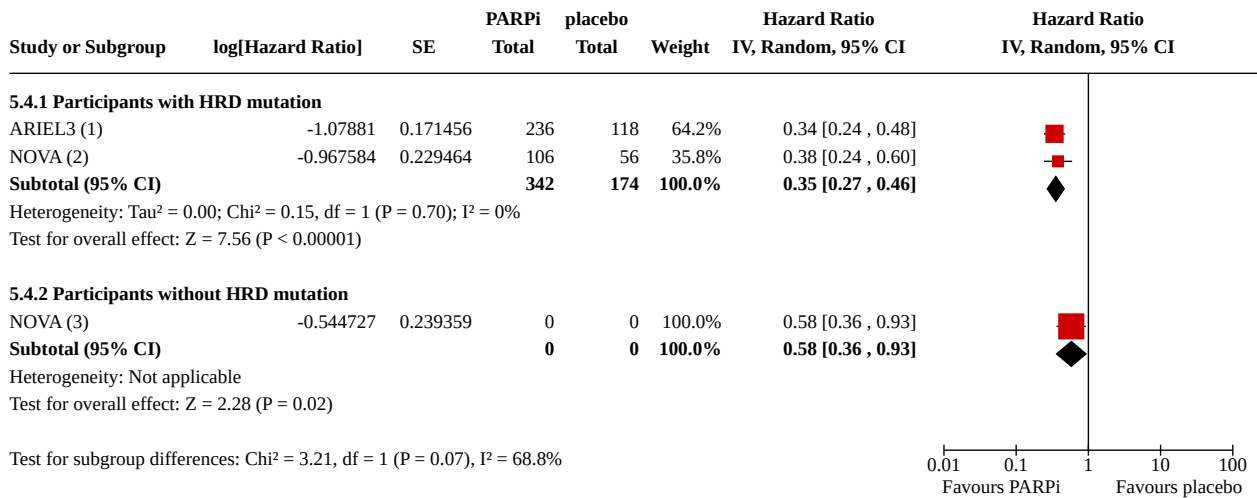 PARPi placebo Hazard Ratio Hazard Ratio
Study or Subgroup log[Hazard Ratio] SE Total Total Weight IV, Random, 95% CI IV, Random, 95% CI
5.4.1 Participants with HRD mutation
ARIEL3 (1) -1.07881 0.171456 236 118 64.2% 0.34 [0.24 , 0.48]
NOVA (2) -0.967584 0.229464 106 56 35.8% 0.38 [0.24 , 0.60]
Subtotal (95% CI) 342 174 100.0% 0.35 [0.27 , 0.46]
Heterogeneity: Tau² = 0.00; Chi² = 0.15, df = 1 (P = 0.70); I² = 0%
Test for overall effect: Z = 7.56 (P < 0.00001)
5.4.2 Participants without HRD mutation
NOVA (3) -0.544727 0.239359 0 0 100.0% 0.58 [0.36 , 0.93]
Subtotal (95% CI) 0 0 100.0% 0.58 [0.36 , 0.93]
Heterogeneity: Not applicable
Test for overall effect: Z = 2.28 (P = 0.02)
Test for subgroup differences: Chi² = 3.21, df = 1 (P = 0.07), I² = 68.8%
0.01 0.1 1 10 100
Favours PARPi Favours placebo